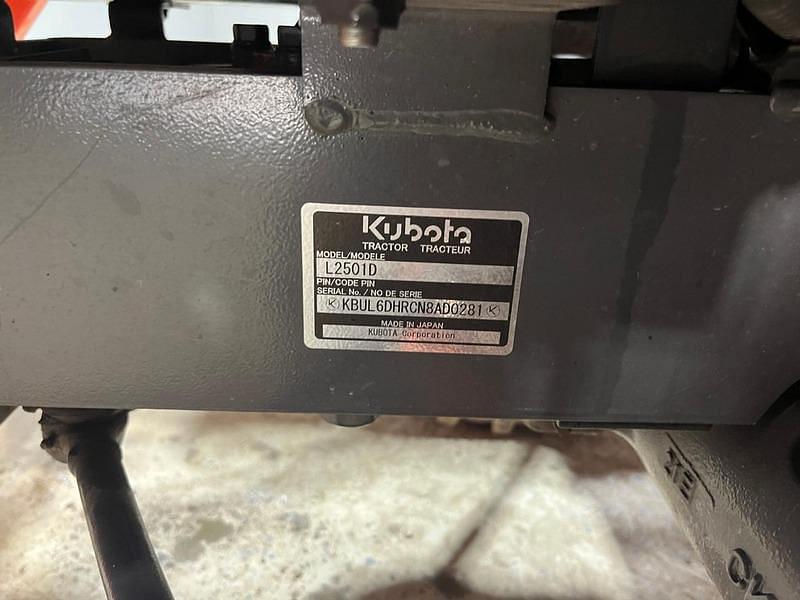 Kubota
TRACTOR TRACTEUR
MODEL/MODELE
L2501D
PIN/CODE PIN
SERIAL No. / NO DE SERIE
KBUL6DHRCN8AD0281
MADE IN JAPAN
KUBOTA Corporation